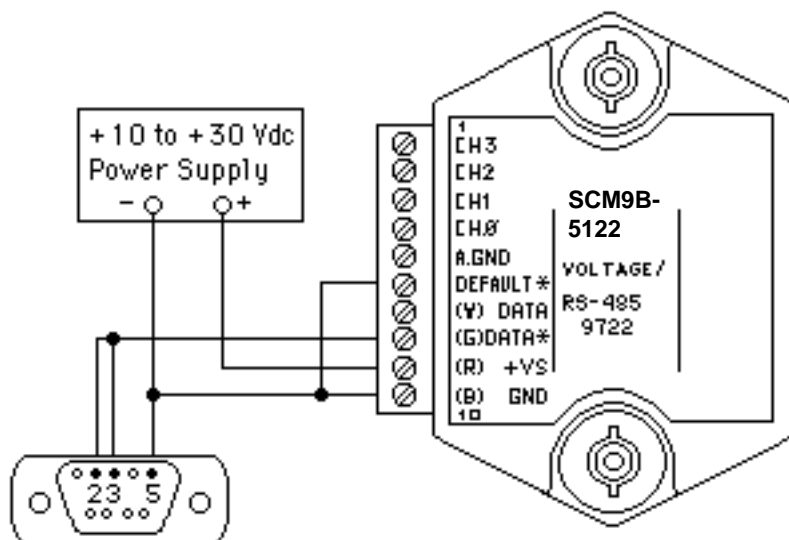 +10 to +30 Vdc
Power Supply
- +
1
CH3
CH2
CH1
CH.0
A.GND
DEFAULT*
(Y) DATA
(G)DATA*
(R) +VS
(B) GND
10
SCM9B-
5122
VOLTAGE/
RS-485
9722
2 3 5